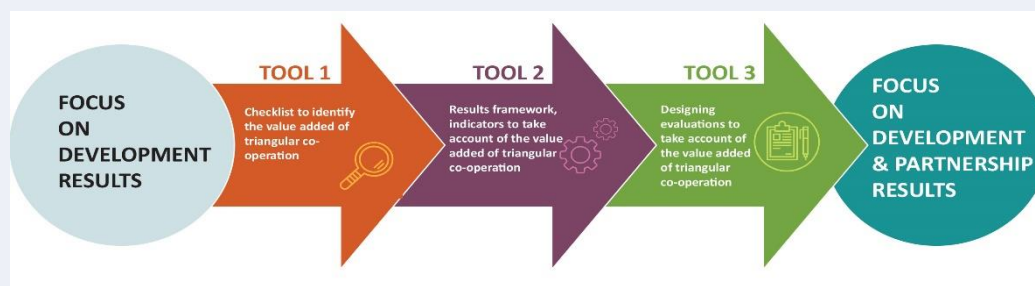 FOCUS
ON
DEVELOPMENT
RESULTS
TOOL 1
Checklist to identify
the value added of
triangular co-
operation
TOOL 2
Results framework,
indicators to take
account of the value
added of triangular
co-operation
TOOL 3
Designing
evaluations to
take account of
the value added
of triangular
co-operation
FOCUS
ON
DEVELOPMENT
& PARTNERSHIP
RESULTS